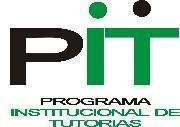 PiT
PROGRAMA
INSTITUCIONAL DE
TUTORIAS